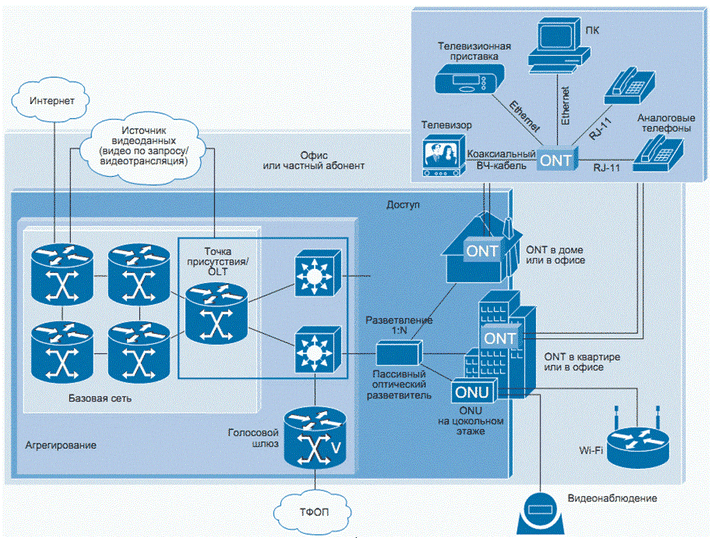 ПК
Телевизионная
приставка
Интернет
Источник
видеоданных
(видео по запросу/
видеотрансляция)
Офис
или частный абонент
Телевизор
Ethernet
Ethernet
RJ-11
Аналоговые
телефоны
Коаксиальный
ВЧ-кабель
ONT
RJ-11
Доступ
Точка
присутствия/
OLT
ONT
ONT в доме
или в офисе
Разветвление
1:N
ONT
ONT в квартире
или в офисе
Пассивный
оптический
разветвитель
ONU
ONU
на цокольном
этаже
Базовая сеть
Агрегирование
Голосовой
шлюз
V
Wi-Fi
ТФОП
Видеонаблюдение